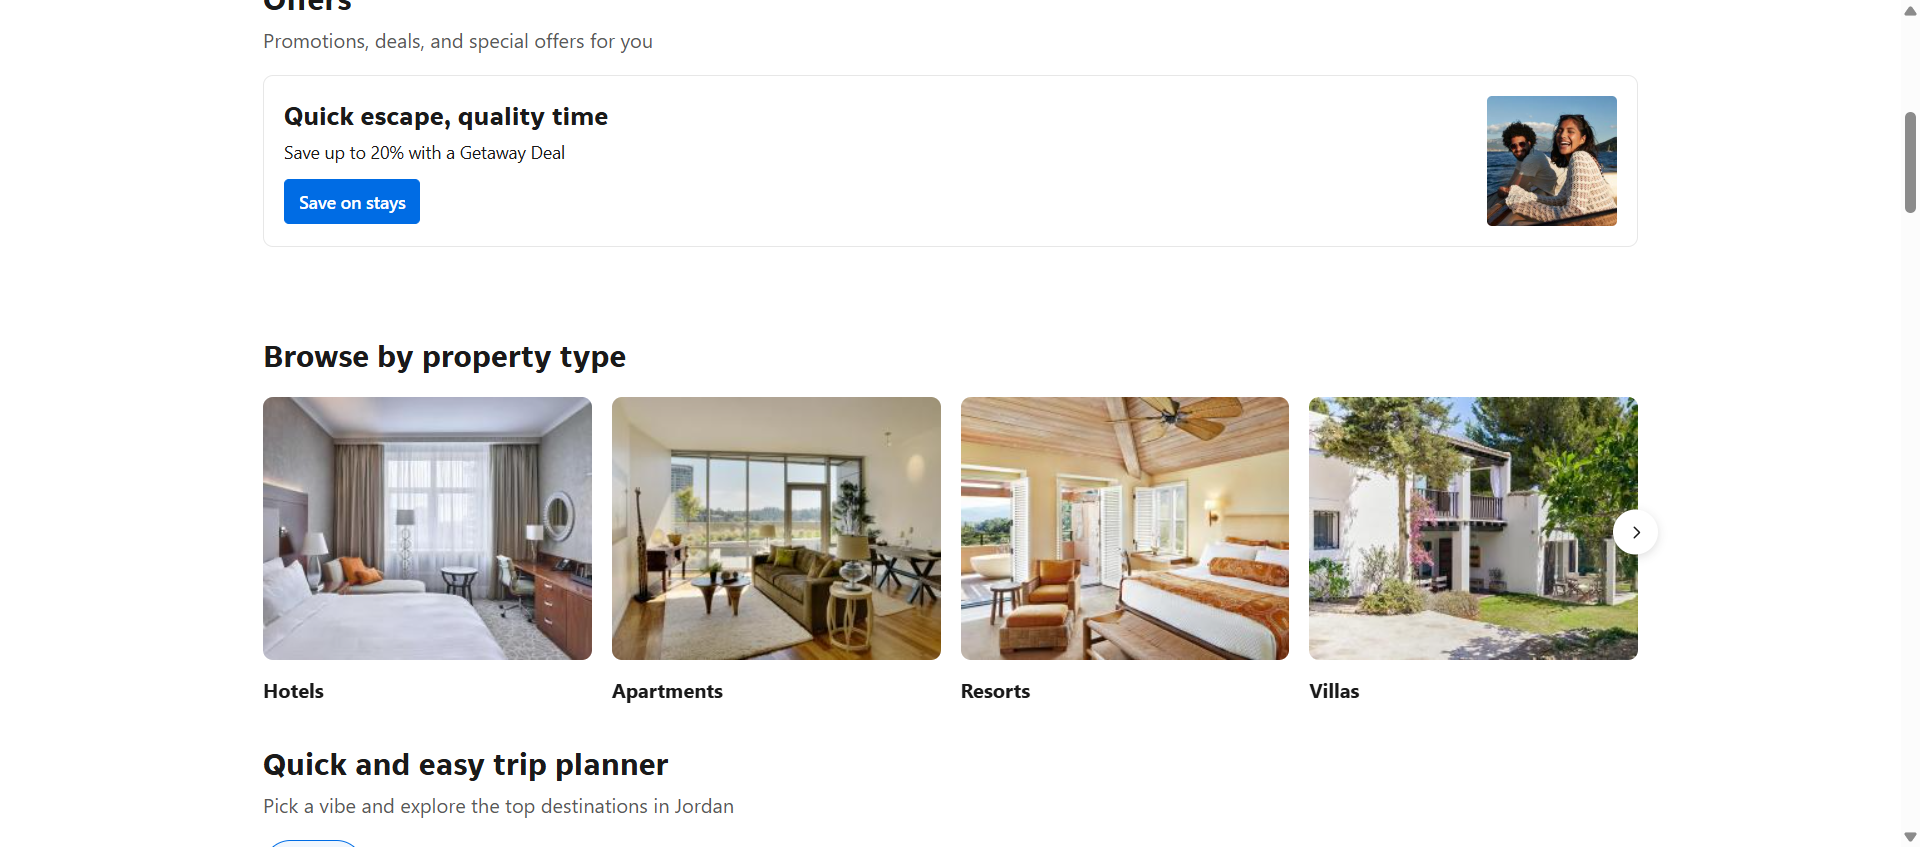 Offers
Promotions, deals, and special offers for you
Quick escape, quality time
Save up to 20% with a Getaway Deal
Save on stays
Browse by property type
Hotels
Apartments
Resorts
Villas
Quick and easy trip planner
Pick a vibe and explore the top destinations in Jordan